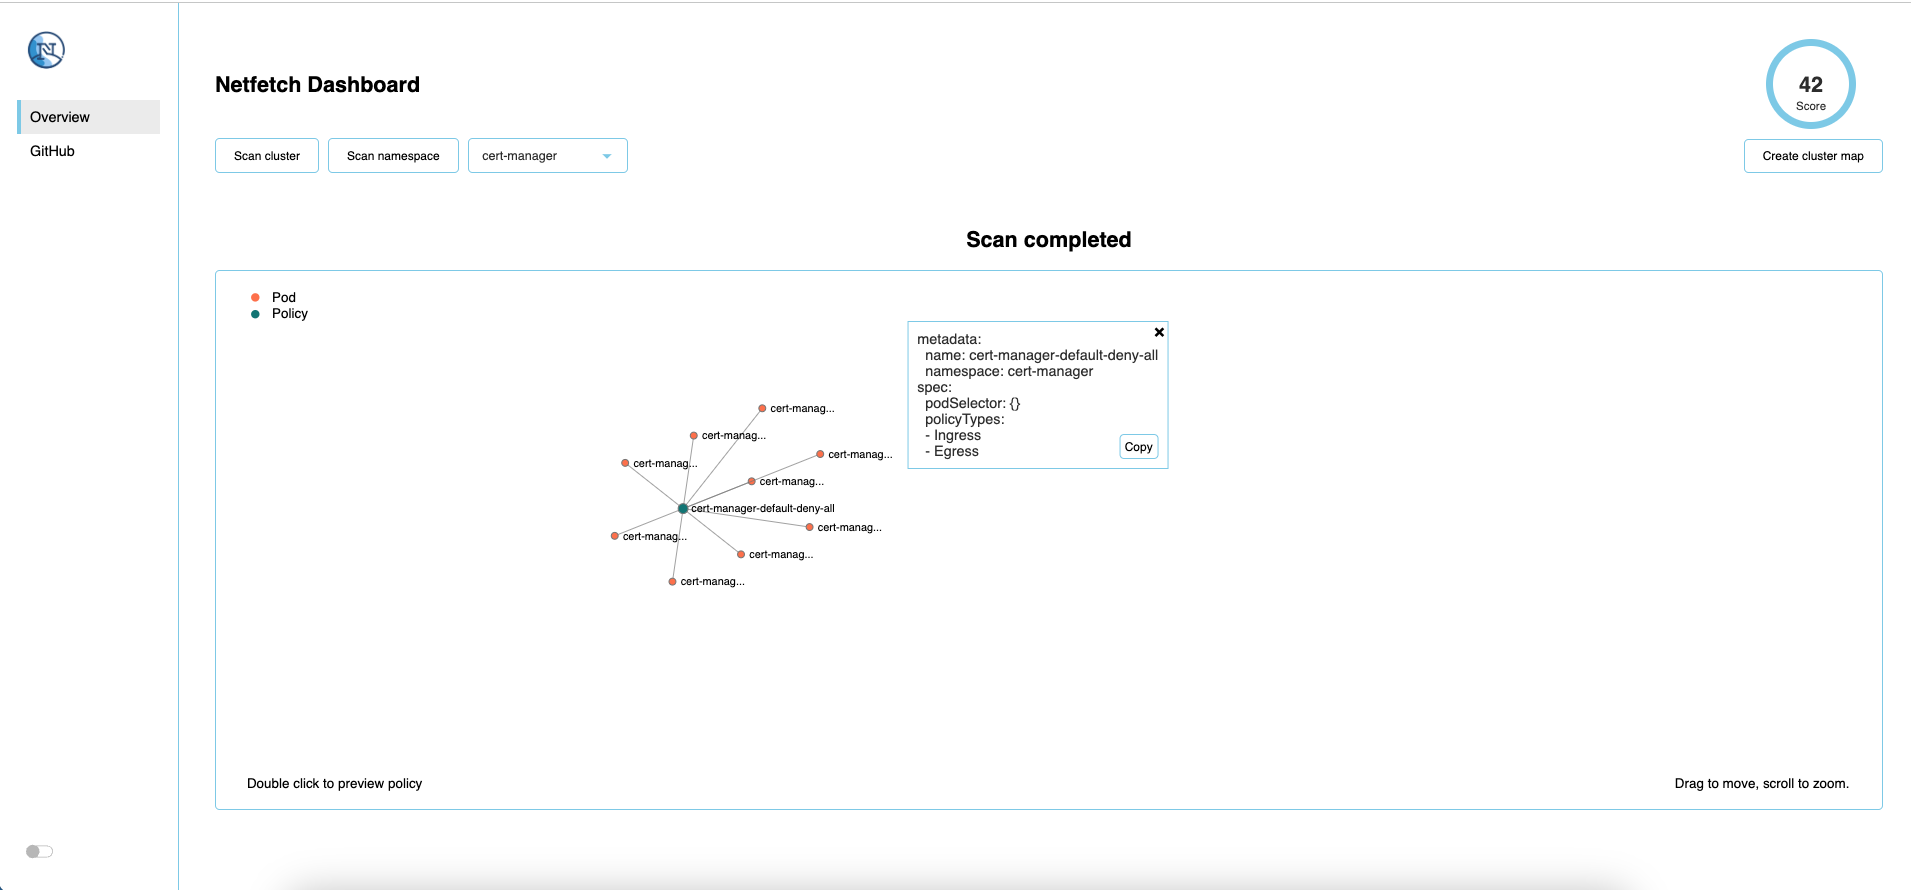 N
Overview
GitHub
Netfetch Dashboard
42
Score
Scan cluster
Scan namespace
cert-manager
Create cluster map
Scan completed
Pod
Policy
metadata:
  name: cert-manager-default-deny-all
  namespace: cert-manager
spec:
  podSelector: {}
  policyTypes:
  - Ingress
  - Egress
Copy
cert-manag...
cert-manag...
cert-manag...
cert-manag...
cert-manag...
cert-manager-default-deny-all
cert-manag...
cert-manag...
cert-manag...
cert-manag...
Double click to preview policy
Drag to move, scroll to zoom.